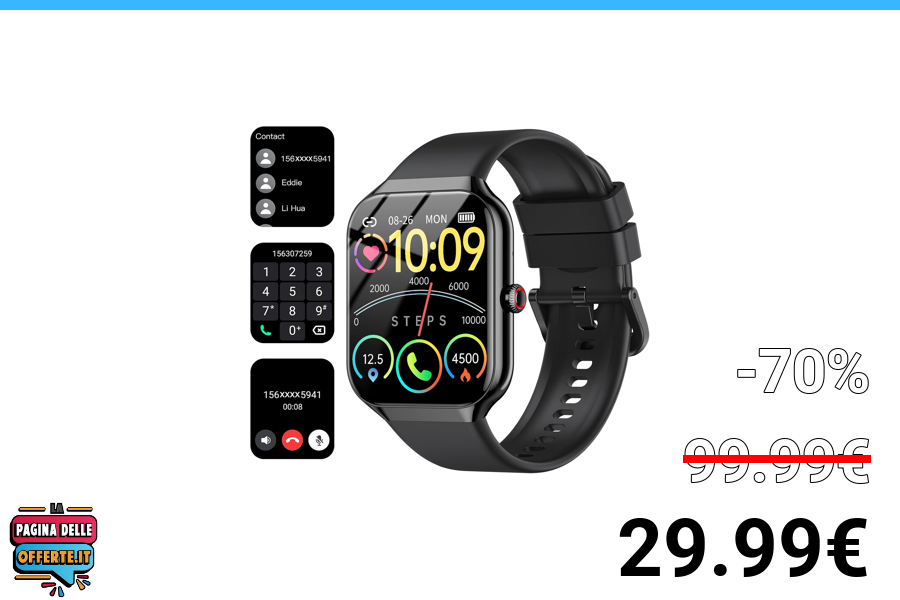 Contact
156xxxx5941
Eddie
Li Hua
156307259
1 2 3
4 5 6
7* 8 9#
0+
156xxxx5941
00:08
08-26 MON
10:09
0 2000 4000 6000 10000
STEPS
12.5 4500
-70%
99.99€
29.99€
LA
PAGINA DELLE
OFFERTE.IT